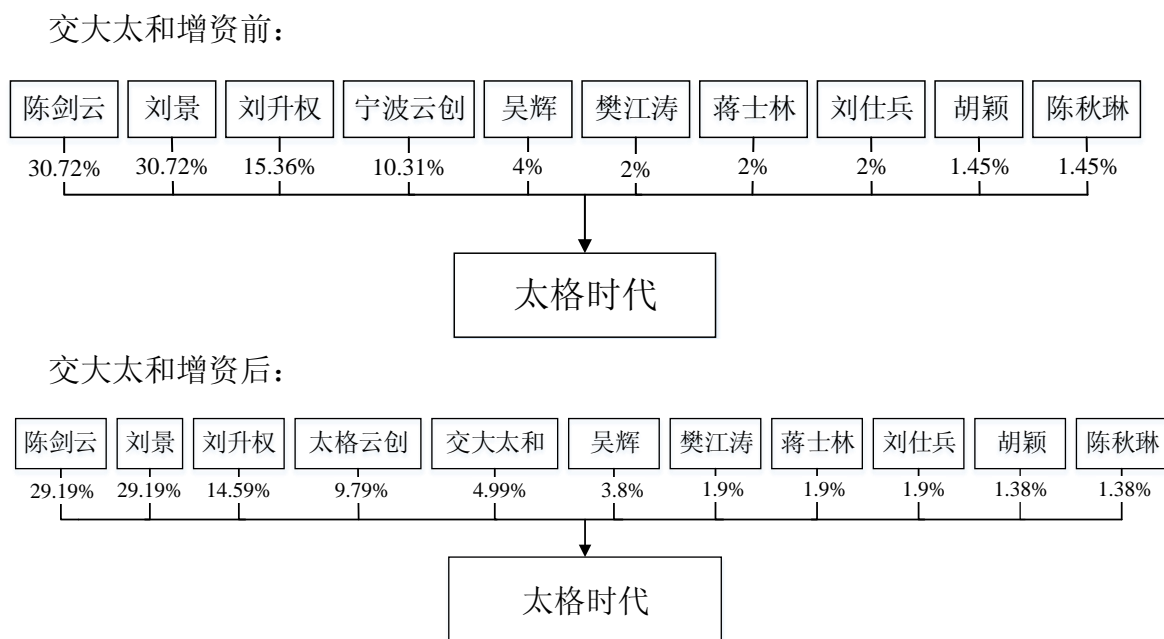 交大太和增资前：
陈剑云 刘景 刘升权 宁波云创 吴辉 樊江涛 蒋士林 刘仕兵 胡颖 陈秋琳
30.72% 30.72% 15.36% 10.31% 4% 2% 2% 2% 1.45% 1.45%
太格时代
交大太和增资后：
陈剑云 刘景 刘升权 太格云创 交大太和 吴辉 樊江涛 蒋士林 刘仕兵 胡颖 陈秋琳
29.19% 29.19% 14.59% 9.79% 4.99% 3.8% 1.9% 1.9% 1.9% 1.38% 1.38%
太格时代